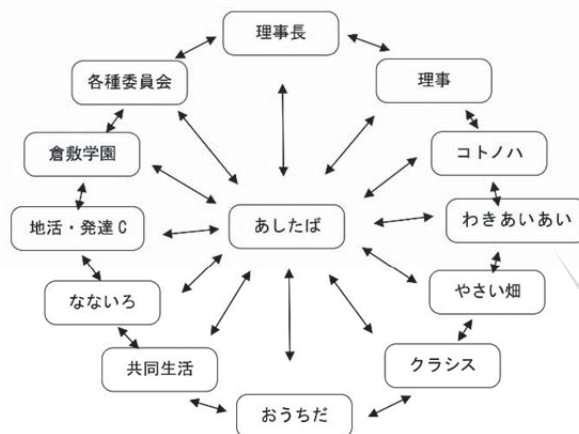 理事長
各種委員会
理事
倉敷学園
コトノハ
地活・発達C
あしたば
わきあいあい
なないろ
やさい畑
共同生活
クラシス
おうちだ